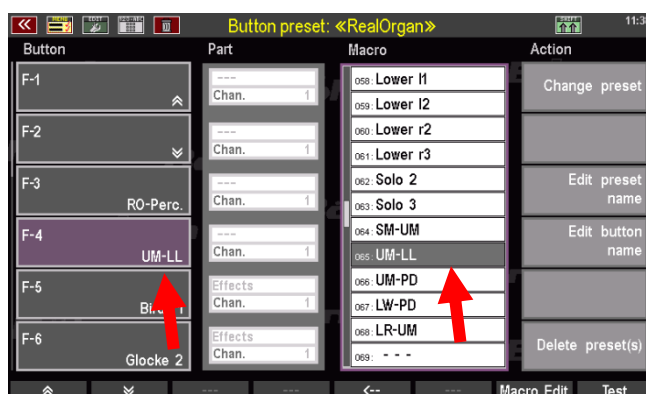 MENU
TEXT
SHIFT
Button preset: «RealOrgan»
11:3
Button
Part
Macro
Action
F-1
---
Chan. 1
F-2
---
Chan. 1
F-3
RO-Perc.
---
Chan. 1
F-4
UM-LL
---
Chan. 1
F-5
Effects
Chan. 1
F-6
Glocke 2
Effects
Chan. 1
058: Lower l1
059: Lower l2
060: Lower r2
061: Lower r3
062: Solo 2
063: Solo 3
064: SM-UM
065: UM-LL
066: UM-PD
067: LW-PD
068: LR-UM
069: - - -
Change preset
Edit preset
name
Edit button
name
Delete preset(s)
---
---
<--
---
Macro Edit
Test